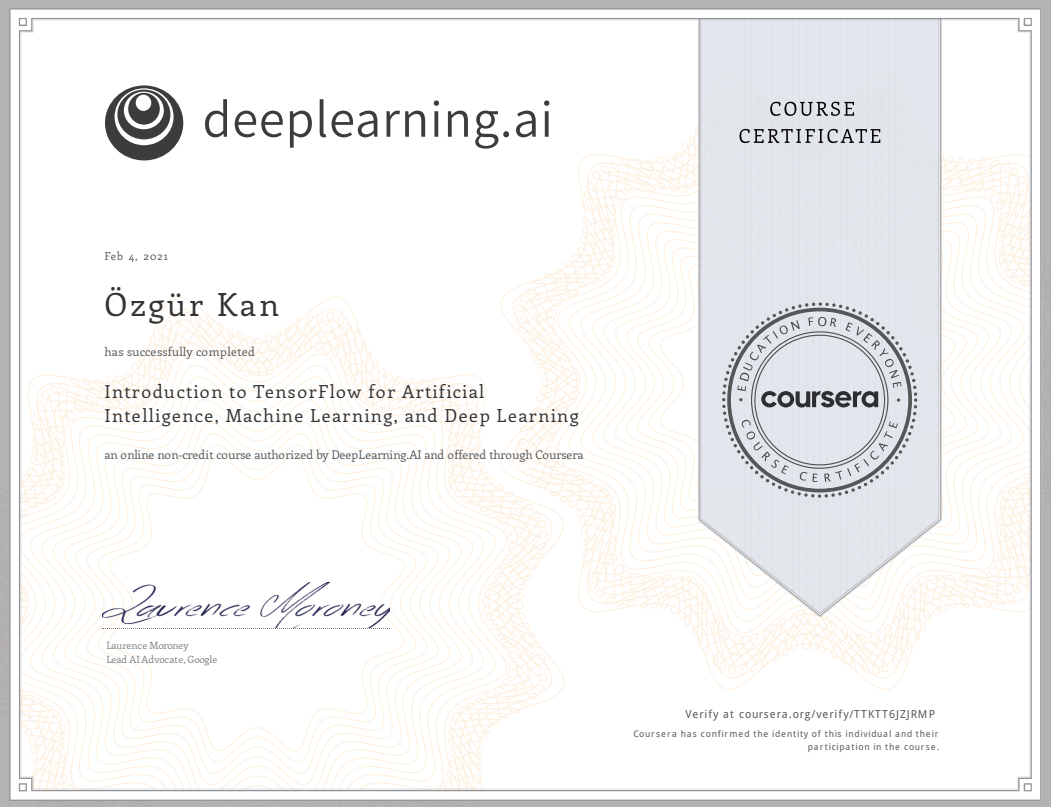 deeplearning.ai
COURSE
CERTIFICATE
Feb 4, 2021
Özgür Kan
has successfully completed
Introduction to TensorFlow for Artificial
Intelligence, Machine Learning, and Deep Learning
an online non-credit course authorized by DeepLearning.AI and offered through Coursera
EDUCATION FOR EVERYONE
coursera
COURSE CERTIFICATE
Laurence Moroney
Laurence Moroney
Lead AI Advocate, Google
Verify at coursera.org/verify/TTKTT6JZJRMP
Coursera has confirmed the identity of this individual and their
participation in the course.